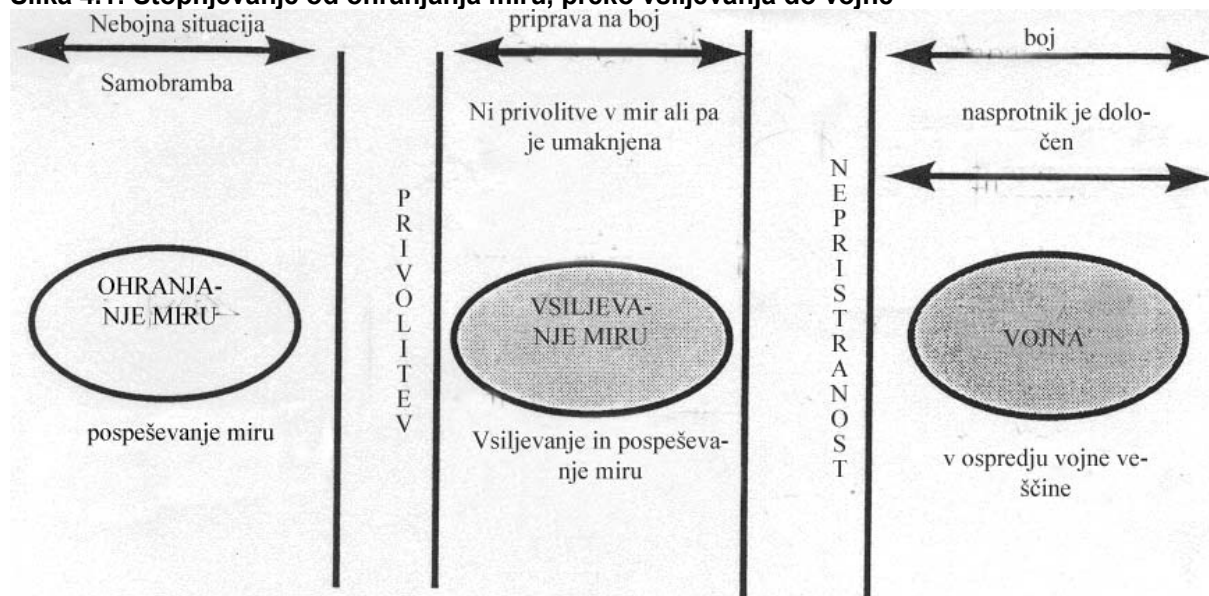 Slika 4.1: Stopnjevanje od ohranjanja miru, preko vsiljevanja do vojne
Nebojna situacija
Samobramba
OHRANJA-
NJE MIRU
pospeševanje miru
PRIVOLITEV
priprava na boj
Ni privolitve v mir ali pa
je umaknjena
VSILJEVA-
NJE MIRU
Vsiljevanje in pospeševa-
nje miru
NEPRISTRANOST
boj
nasprotnik je dolo-
čen
VOJNA
v ospredju vojne ve-
ščine